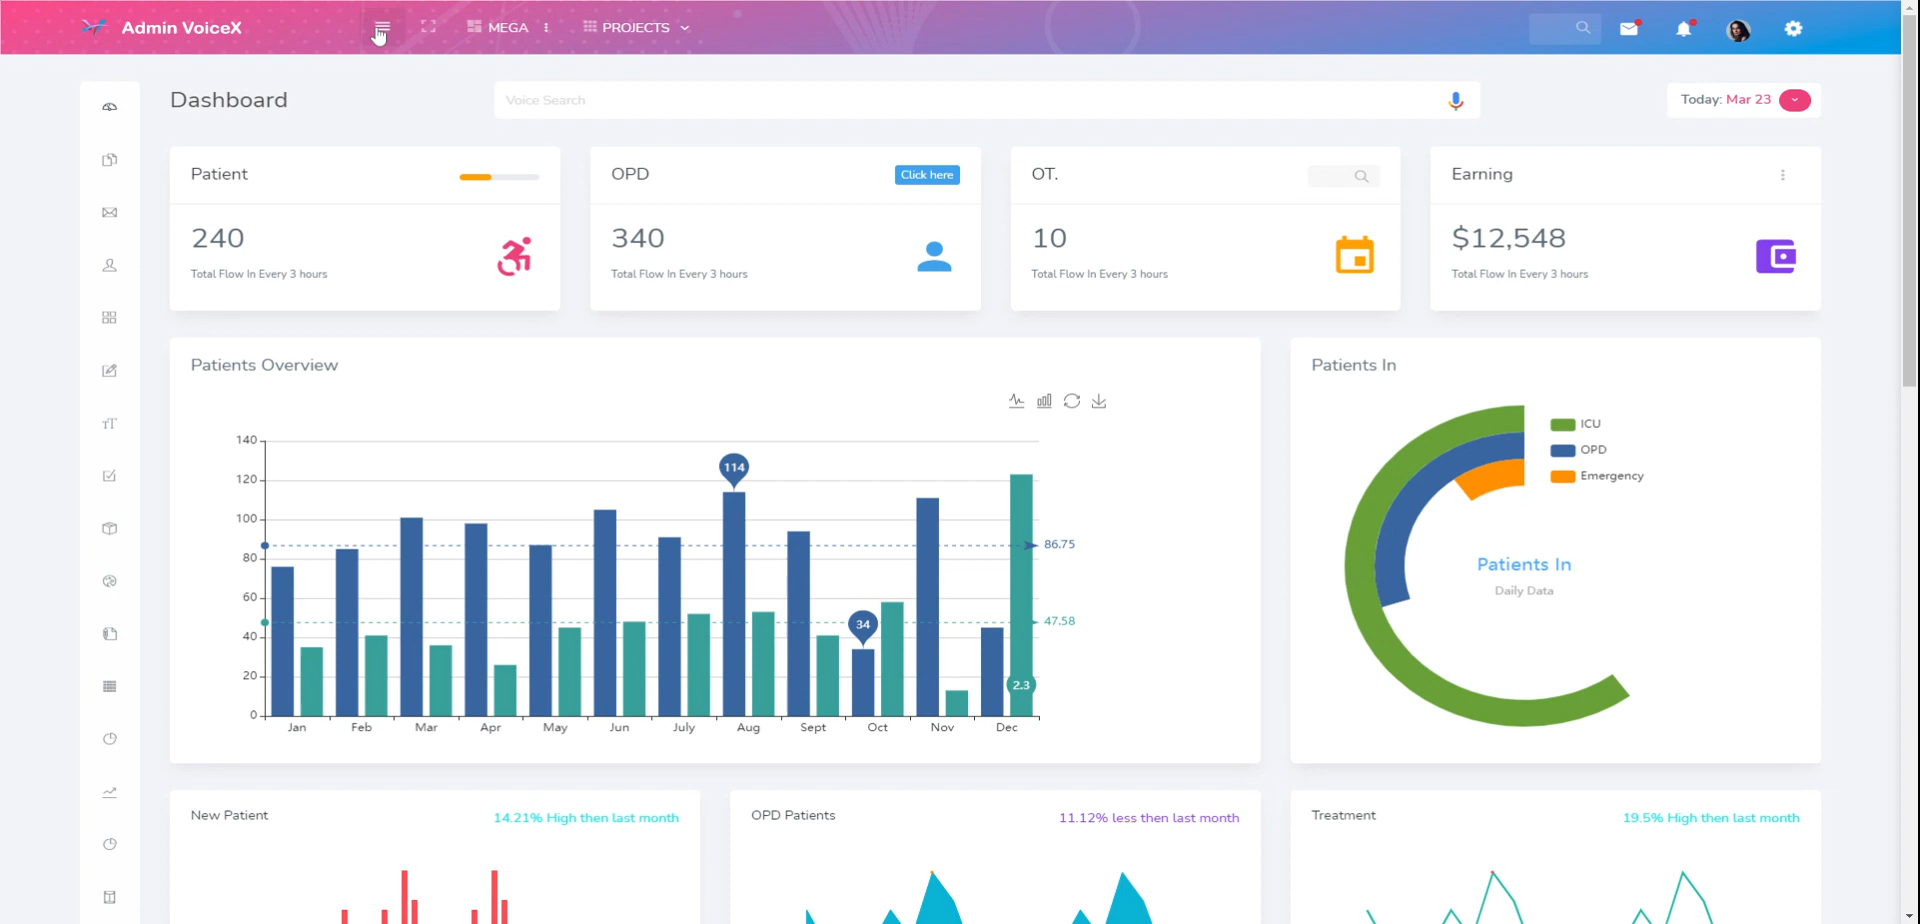 Admin VoiceX
MEGA
PROJECTS
Dashboard
Voice Search
Today: Mar 23
Patient
240
Total Flow In Every 3 hours
OPD
Click here
340
Total Flow In Every 3 hours
OT.
10
Total Flow In Every 3 hours
Earning
$12,548
Total Flow In Every 3 hours
TT
Patients Overview
140
120
100
80
60
40
20
0
114
34
2.3
86.75
47.58
Jan Feb Mar Apr May Jun July Aug Sept Oct Nov Dec
Patients In
ICU
OPD
Emergency
Patients In
Daily Data
New Patient
14.21% High then last month
OPD Patients
11.12% less then last month
Treatment
19.5% High then last month